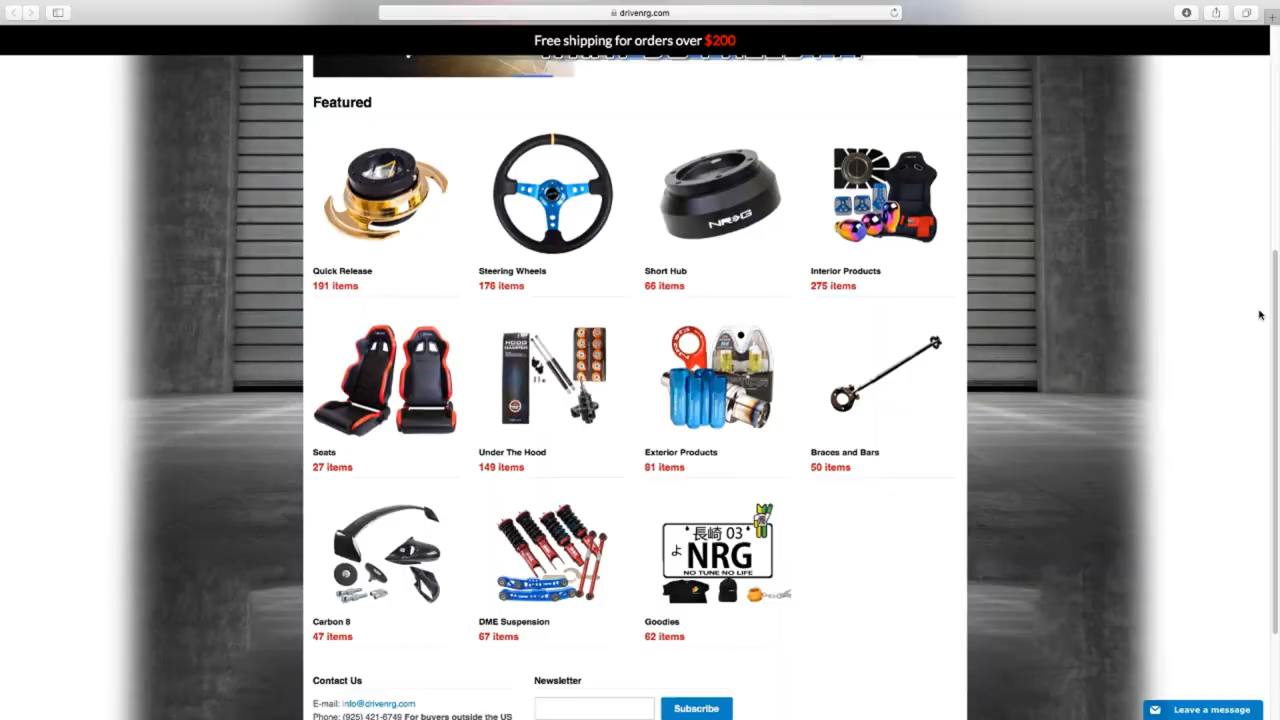 drivenrg.com
Free shipping for orders over $200
Featured
NRG
Quick Release
191 items
Steering Wheels
176 items
Short Hub
66 items
Interior Products
275 items
HOOD
DAMPER
Seats
27 items
Under The Hood
149 items
Exterior Products
81 items
Braces and Bars
50 items
長崎 03
よ NRG
NO TUNE NO LIFE
Carbon 8
47 items
DME Suspension
67 items
Goodies
62 items
Contact Us
E-mail: info@drivenrg.com
Phone: (925) 421-6749 For buyers outside the US
Newsletter
Subscribe
Leave a message